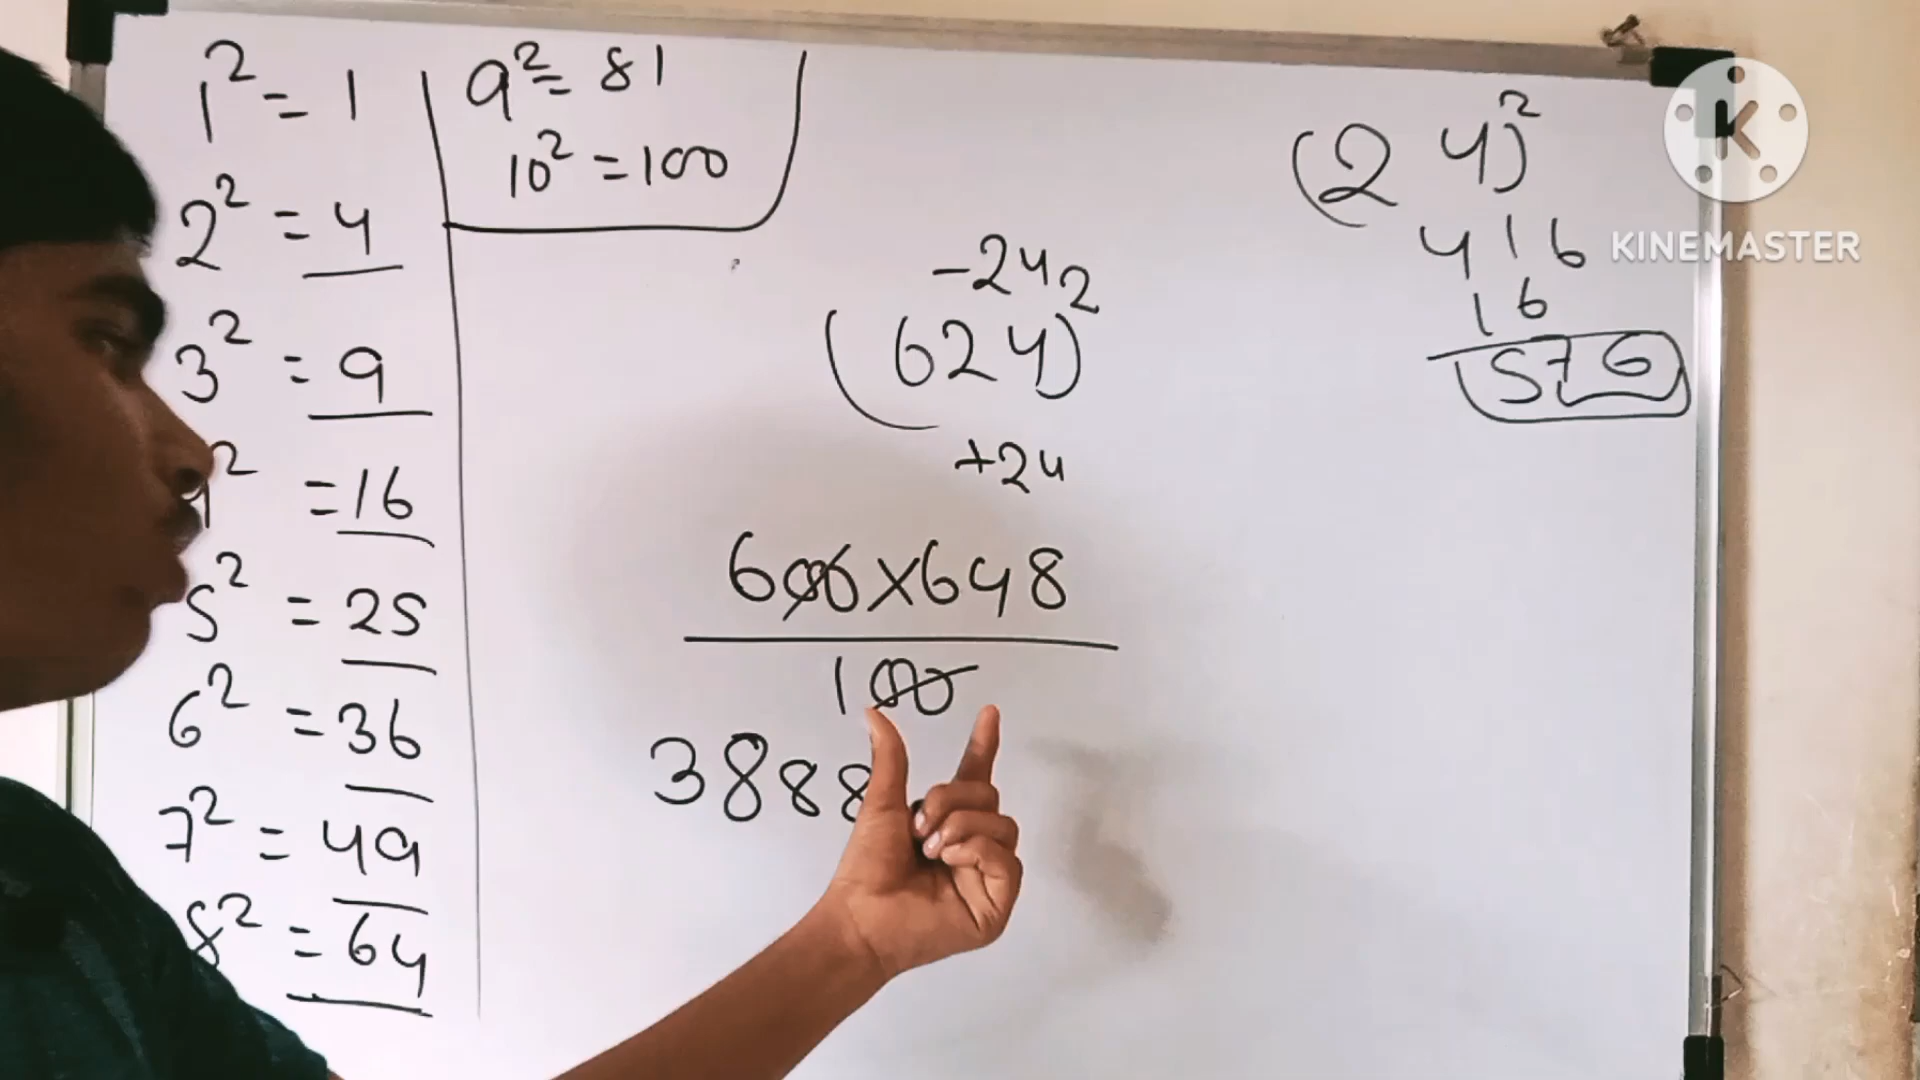 1² = 1
2² = 4
3² = 9
² = 16
5² = 25
6² = 36
7² = 49
8² = 64
9² = 81
10² = 100
-24
(624)²
+24
600×648
100
3888
(24)²
416
16
576
K
KINEMASTER